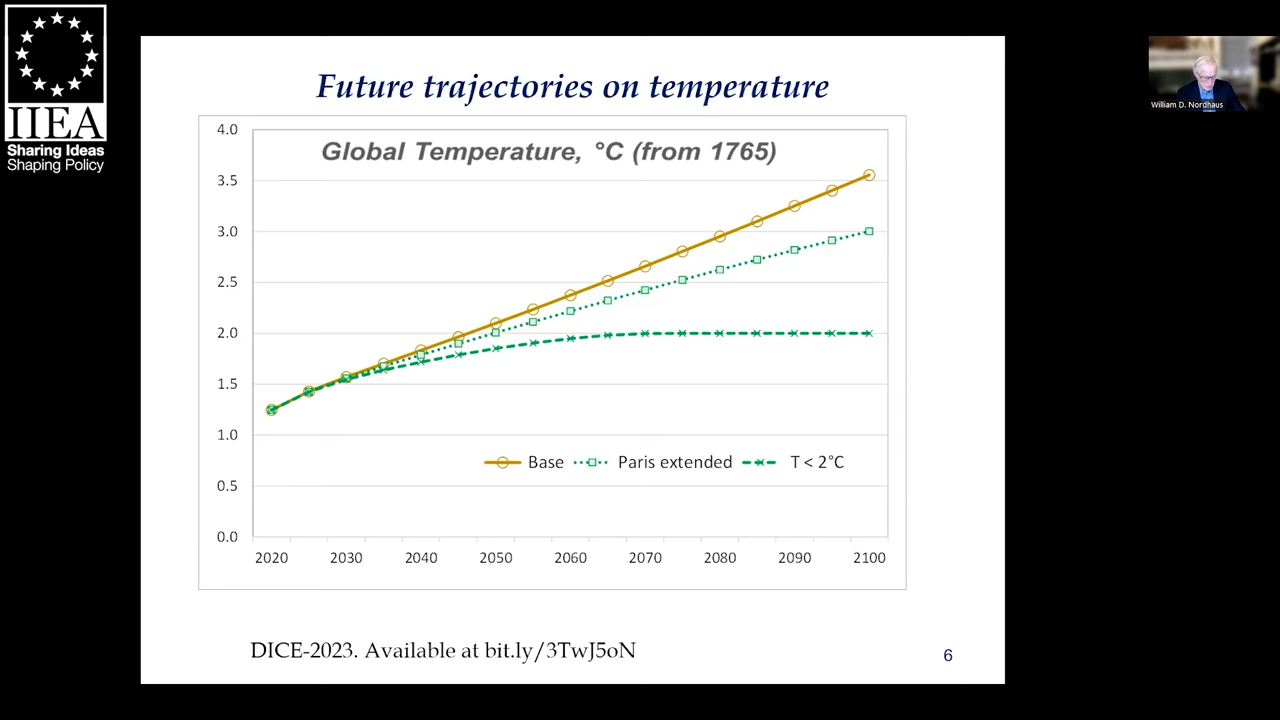 IIEA
Sharing Ideas
Shaping Policy
Future trajectories on temperature
Global Temperature, °C (from 1765)
4.0
3.5
3.0
2.5
2.0
1.5
1.0
0.5
0.0
Base Paris extended T < 2°C
2020 2030 2040 2050 2060 2070 2080 2090 2100
DICE-2023. Available at bit.ly/3TwJ5oN
6
William D. Nordhaus